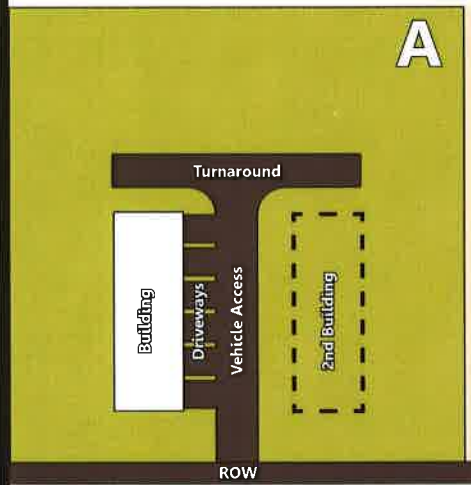 A
Turnaround
Building
Driveways
Vehicle Access
2nd Building
ROW